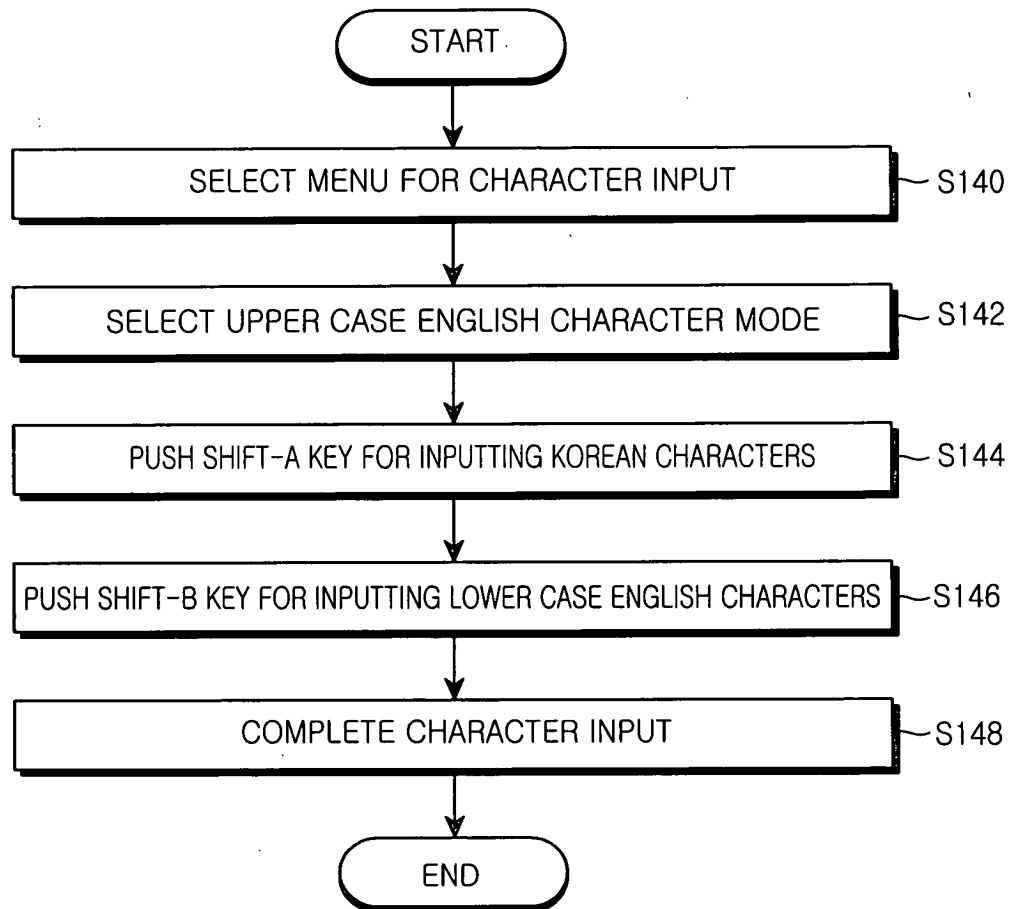 START
SELECT MENU FOR CHARACTER INPUT
S140
SELECT UPPER CASE ENGLISH CHARACTER MODE
S142
PUSH SHIFT-A KEY FOR INPUTTING KOREAN CHARACTERS
S144
PUSH SHIFT-B KEY FOR INPUTTING LOWER CASE ENGLISH CHARACTERS
S146
COMPLETE CHARACTER INPUT
S148
END